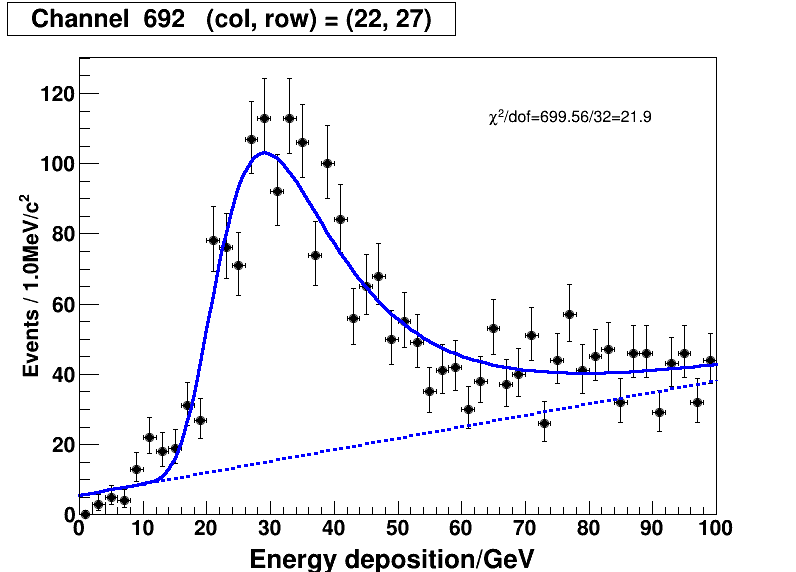 Channel 692 (col, row) = (22, 27)
χ²/dof=699.56/32=21.9
Events / 1.0MeV/c²
120
100
80
60
40
20
0
0 10 20 30 40 50 60 70 80 90 100
Energy deposition/GeV